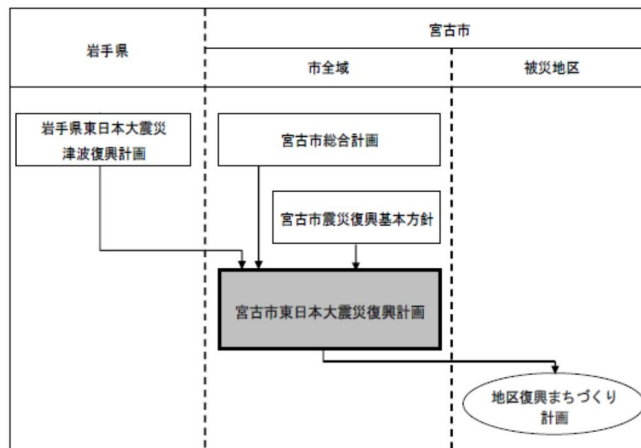 岩手県
宮古市
市全域
被災地区
岩手県東日本大震災
津波復興計画
宮古市総合計画
宮古市震災復興基本方針
宮古市東日本大震災復興計画
地区復興まちづくり
計画